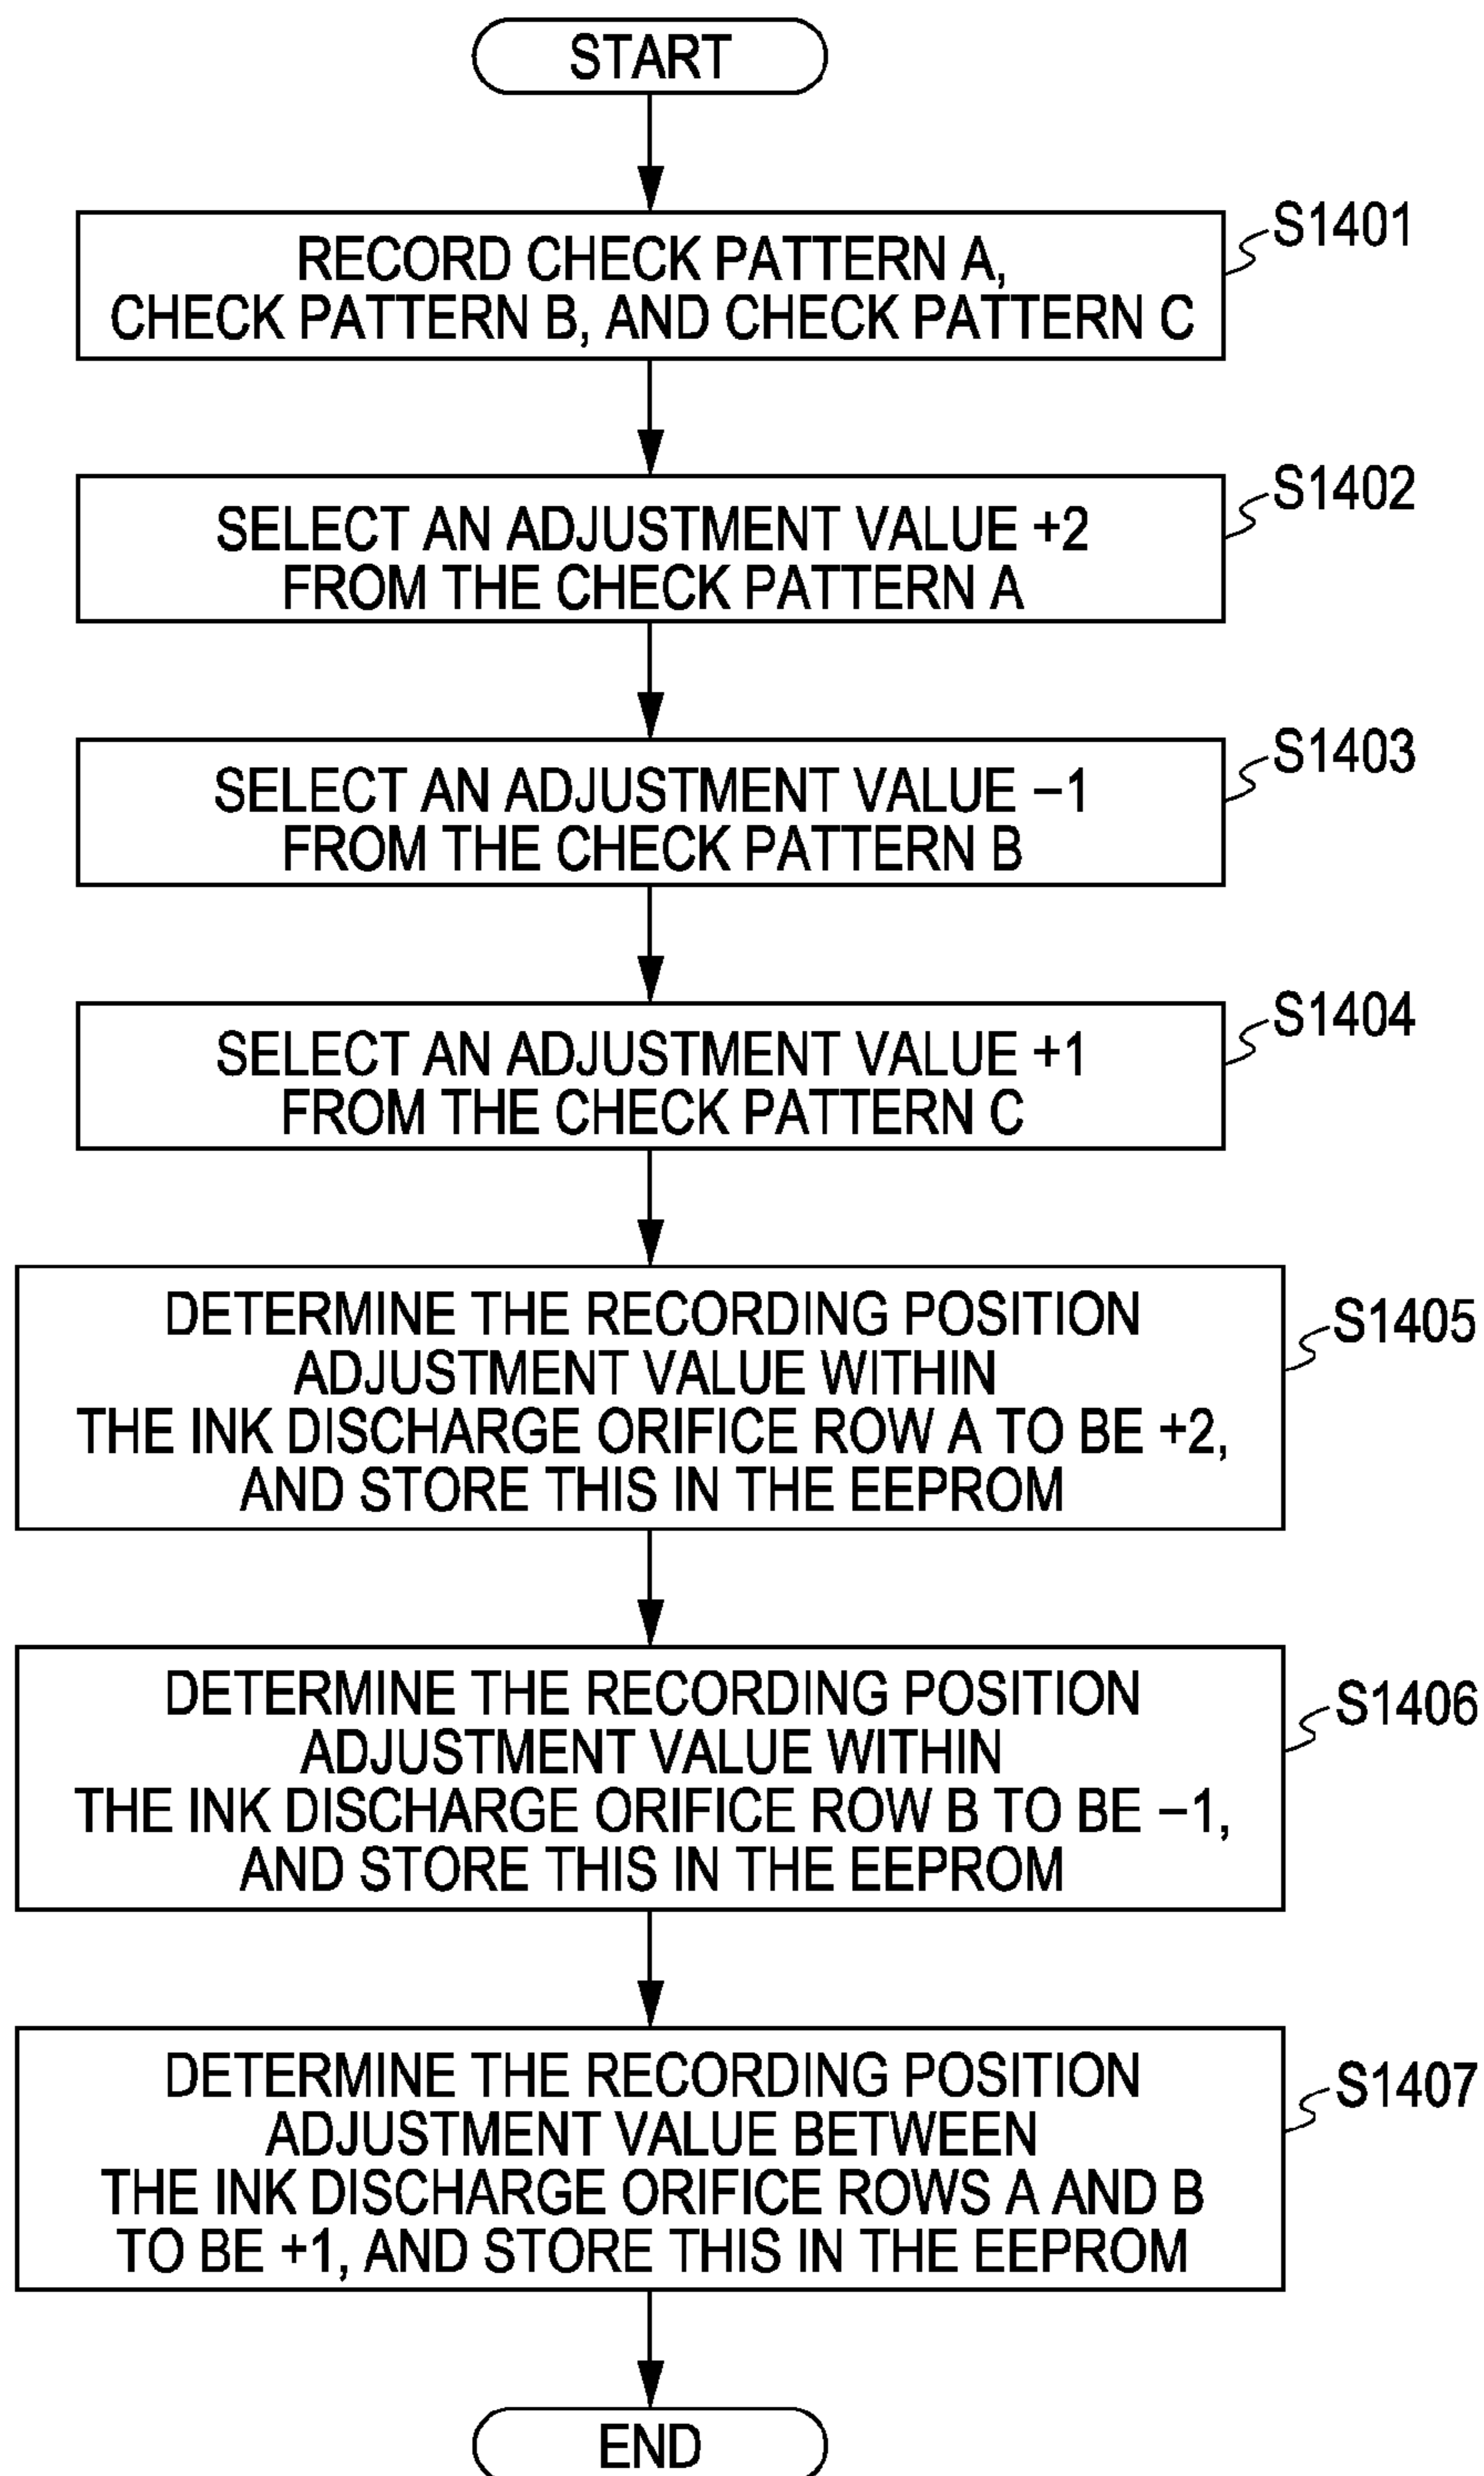 START
RECORD CHECK PATTERN A,
CHECK PATTERN B, AND CHECK PATTERN C
S1401
SELECT AN ADJUSTMENT VALUE +2
FROM THE CHECK PATTERN A
S1402
SELECT AN ADJUSTMENT VALUE –1
FROM THE CHECK PATTERN B
S1403
SELECT AN ADJUSTMENT VALUE +1
FROM THE CHECK PATTERN C
S1404
DETERMINE THE RECORDING POSITION
ADJUSTMENT VALUE WITHIN
THE INK DISCHARGE ORIFICE ROW A TO BE +2,
AND STORE THIS IN THE EEPROM
S1405
DETERMINE THE RECORDING POSITION
ADJUSTMENT VALUE WITHIN
THE INK DISCHARGE ORIFICE ROW B TO BE –1,
AND STORE THIS IN THE EEPROM
S1406
DETERMINE THE RECORDING POSITION
ADJUSTMENT VALUE BETWEEN
THE INK DISCHARGE ORIFICE ROWS A AND B
TO BE +1, AND STORE THIS IN THE EEPROM
S1407
END